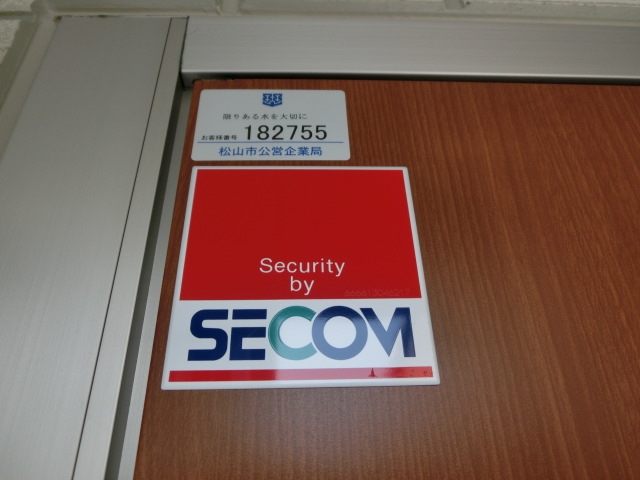 限りある水を大切に
お客様番号 182755
松山市公営企業局
Security
by
SECOM